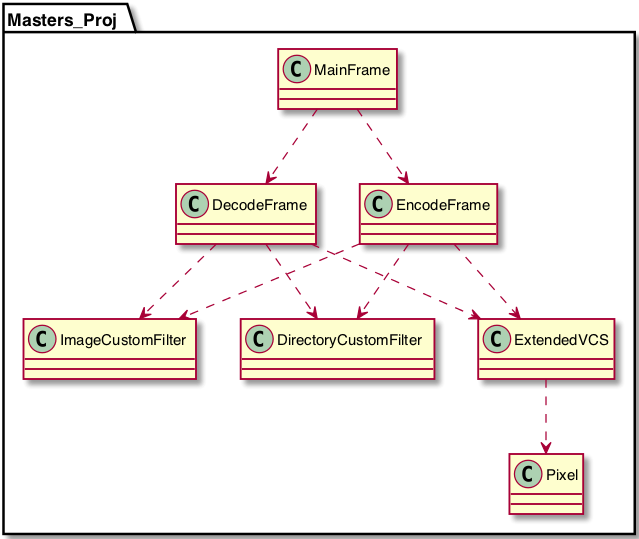 Masters_Proj
C MainFrame
C DecodeFrame
C EncodeFrame
C ImageCustomFilter
C DirectoryCustomFilter
C ExtendedVCS
C Pixel